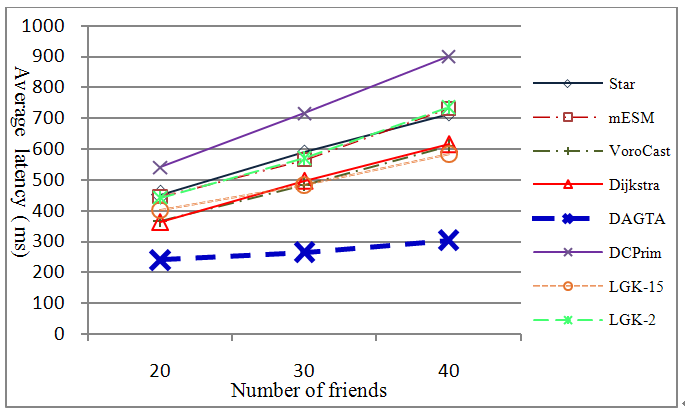 1000
900
800
700
600
500
400
300
200
100
0
Average latency ( ms)
20 30 40
Number of friends
Star
mESM
VoroCast
Dijkstra
DAGTA
DCPrim
LGK-15
LGK-2